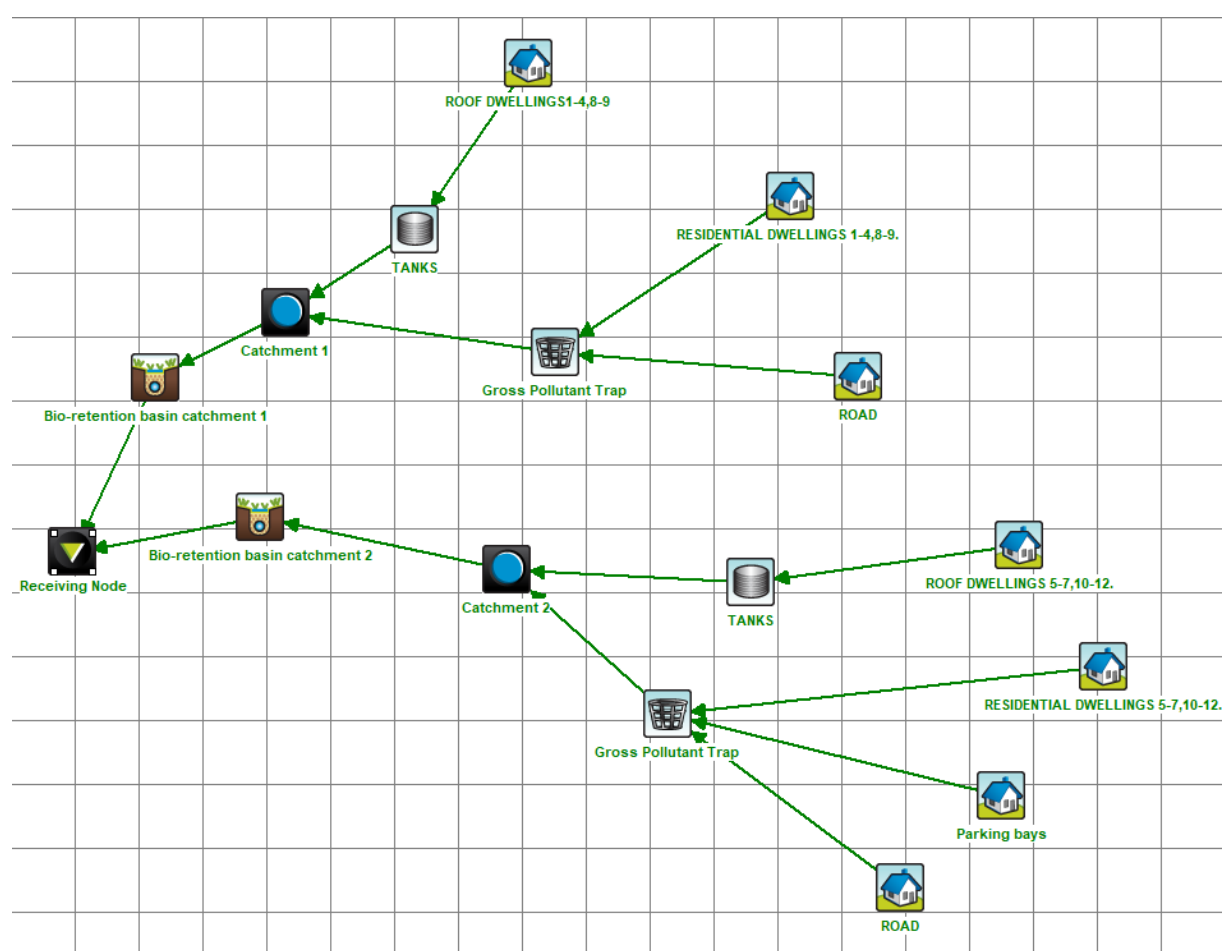 ROOF DWELLINGS1-4,8-9
RESIDENTIAL DWELLINGS 1-4,8-9.
TANKS
Catchment 1
Gross Pollutant Trap
Bio-retention basin catchment 1
ROAD
Bio-retention basin catchment 2
Receiving Node
ROOF DWELLINGS 5-7,10-12.
Catchment 2
TANKS
RESIDENTIAL DWELLINGS 5-7,10-12.
Gross Pollutant Trap
Parking bays
ROAD